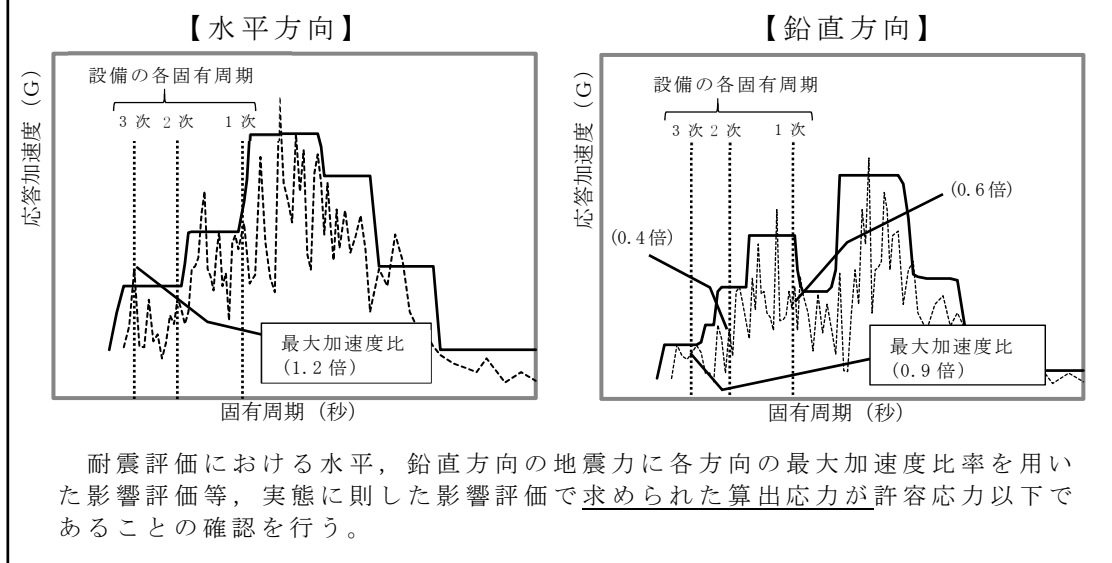 【水平方向】
応答加速度（G）
設備の各固有周期
3 次 2 次 1 次
最大加速度比
(1.2 倍)
固有周期（秒）
【鉛直方向】
応答加速度（G）
設備の各固有周期
3 次 2 次 1 次
(0.6 倍)
(0.4 倍)
最大加速度比
(0.9 倍)
固有周期（秒）
耐震評価における水平，鉛直方向の地震力に各方向の最大加速度比率を用い
た影響評価等，実態に則した影響評価で求められた算出応力が許容応力以下で
あることの確認を行う。